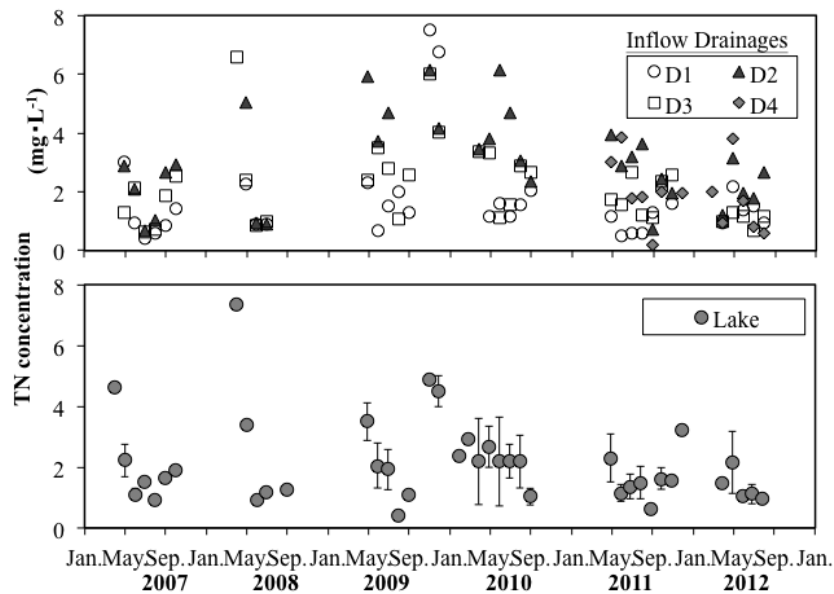 8
6
4
2
0
Inflow Drainages
D1 D2
D3 D4
TN concentration (mg·L-1)
8
6
4
2
0
Lake
Jan.MaySep. Jan.MaySep. Jan.MaySep. Jan.MaySep. Jan.MaySep. Jan.MaySep. Jan.
2007 2008 2009 2010 2011 2012